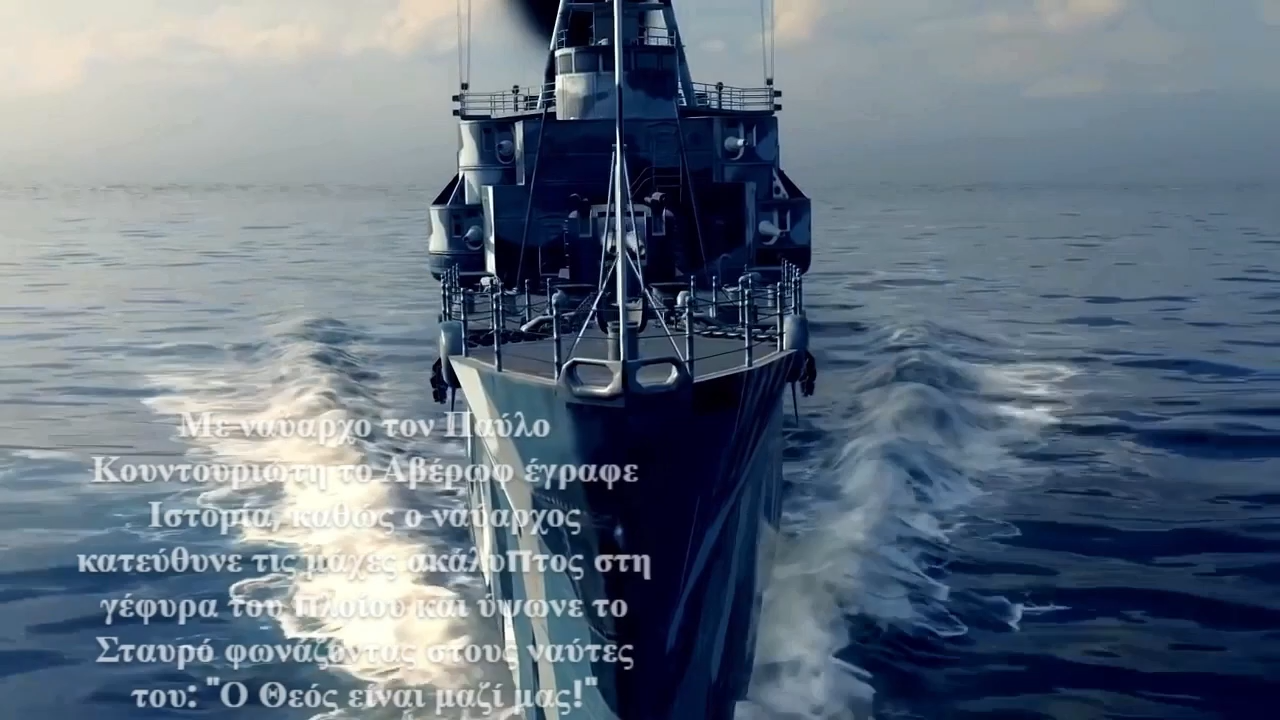 Με ναύαρχο τον Παύλο
Κουντουριώτη το Αβέρωφ έγραφε
Ιστορία, καθώς ο ναύαρχος
κατεύθυνε τις μάχες ακάλυπτος στη
γέφυρα του πλοίου και ύψωνε το
Σταυρό φωνάζοντας στους ναύτες
του: "Ο Θεός είναι μαζί μας!"